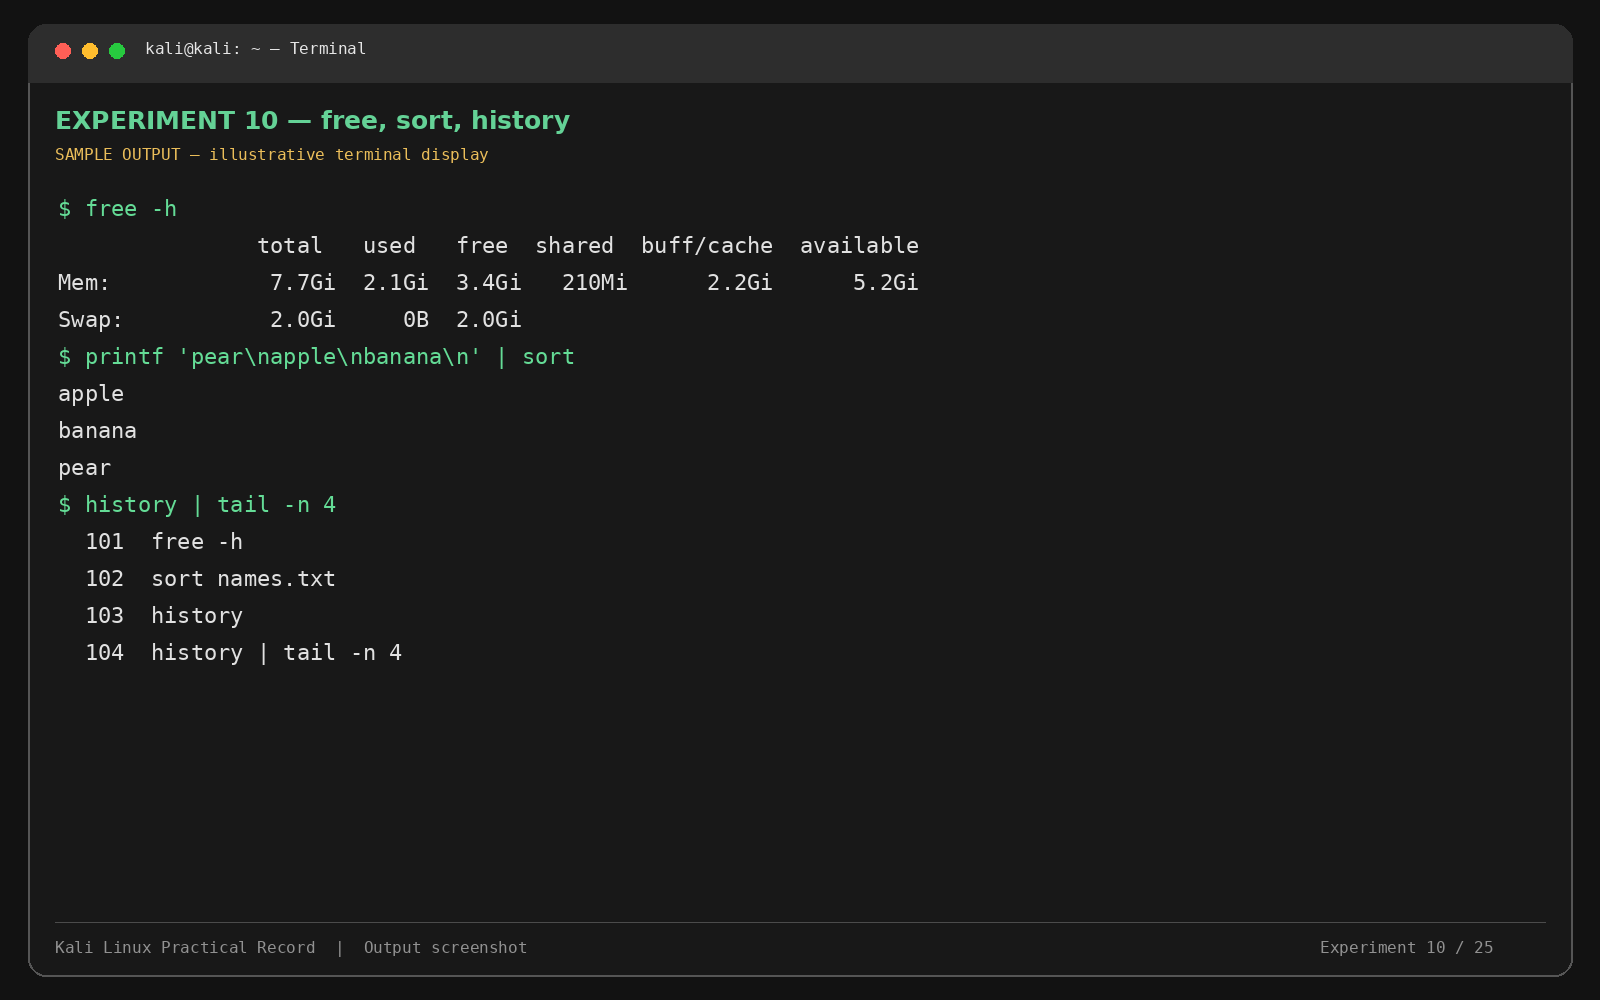 kali@kali: ~ — Terminal
EXPERIMENT 10 — free, sort, history
SAMPLE OUTPUT — illustrative terminal display
$ free -h
               total   used   free  shared  buff/cache  available
Mem:            7.7Gi  2.1Gi  3.4Gi   210Mi      2.2Gi      5.2Gi
Swap:           2.0Gi     0B  2.0Gi
$ printf 'pear\napple\nbanana\n' | sort
apple
banana
pear
$ history | tail -n 4
  101  free -h
  102  sort names.txt
  103  history
  104  history | tail -n 4
Kali Linux Practical Record  |  Output screenshot
Experiment 10 / 25